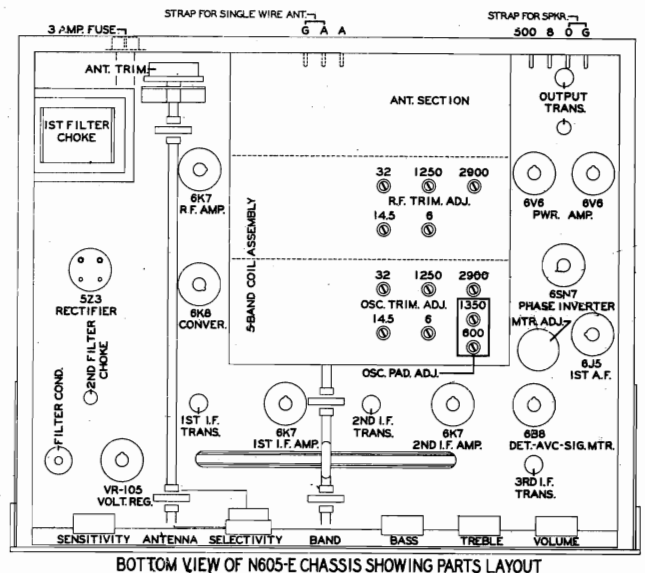 STRAP FOR SINGLE WIRE ANT.
STRAP FOR SPKR.
3 AMP. FUSE
G A A
500 8 0 G
ANT. TRIM.
ANT. SECTION
OUTPUT
TRANS.
1ST FILTER
CHOKE
6K7
R.F. AMP.
32 1250 2900
R.F. TRIM. ADJ.
14.5 6
6V6 6V6
PWR. AMP.
5-BAND COIL ASSEMBLY
5Z3
RECTIFIER
6K8
CONVER.
32 1250 2900
OSC. TRIM. ADJ.
1350
14.5 6
600
OSC. PAD. ADJ.
6SN7
PHASE INVERTER
MTR. ADJ.
6J5
1ST A.F.
2ND FILTER
CHOKE
FILTER COND.
1ST I.F.
TRANS.
6K7
1ST I.F. AMP.
2ND I.F.
TRANS.
6K7
2ND I.F. AMP.
6B8
DET.-AVC-SIG. MTR.
VR-105
VOLT. REG.
3RD I.F.
TRANS.
SENSITIVITY ANTENNA SELECTIVITY BAND BASS TREBLE VOLUME
BOTTOM VIEW OF N605-E CHASSIS SHOWING PARTS LAYOUT